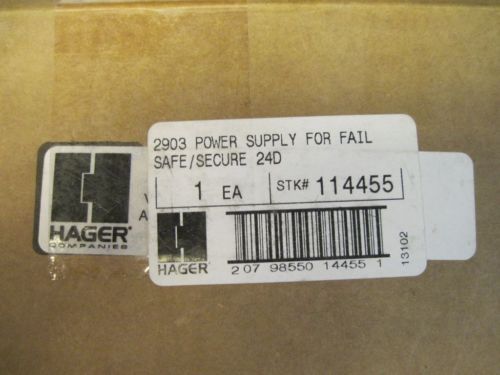 2903 POWER SUPPLY FOR FAIL
SAFE/SECURE 24D
1 EA
STK# 114455
HAGER
2 07 98550 14455 1
13102
HAGER®
COMPANIES